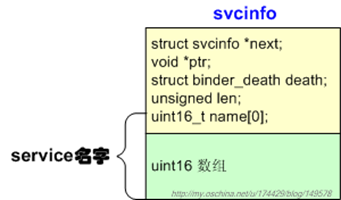 svcinfo
struct svcinfo *next;
void *ptr;
struct binder_death death;
unsigned len;
uint16_t name[0];
service名字
uint16 数组
http://my.oschina.net/u/174429/blog/149578